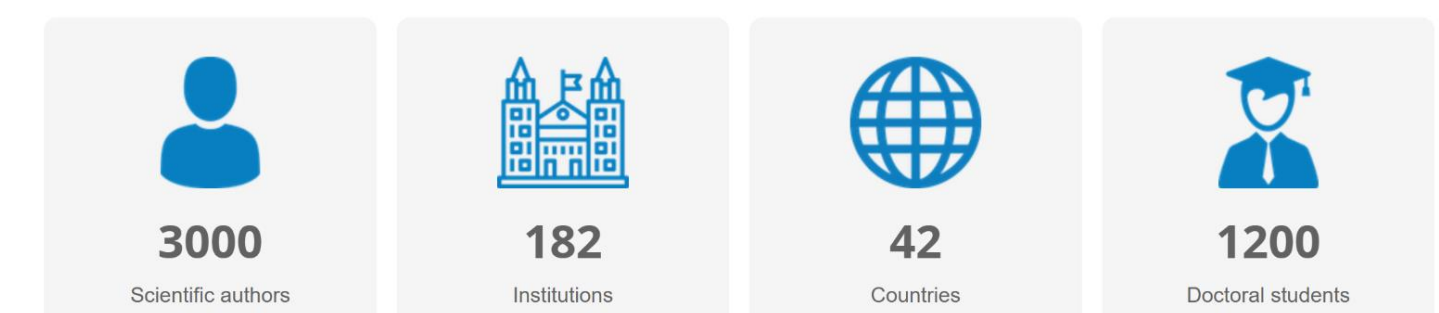 3000
Scientific authors
182
Institutions
42
Countries
1200
Doctoral students